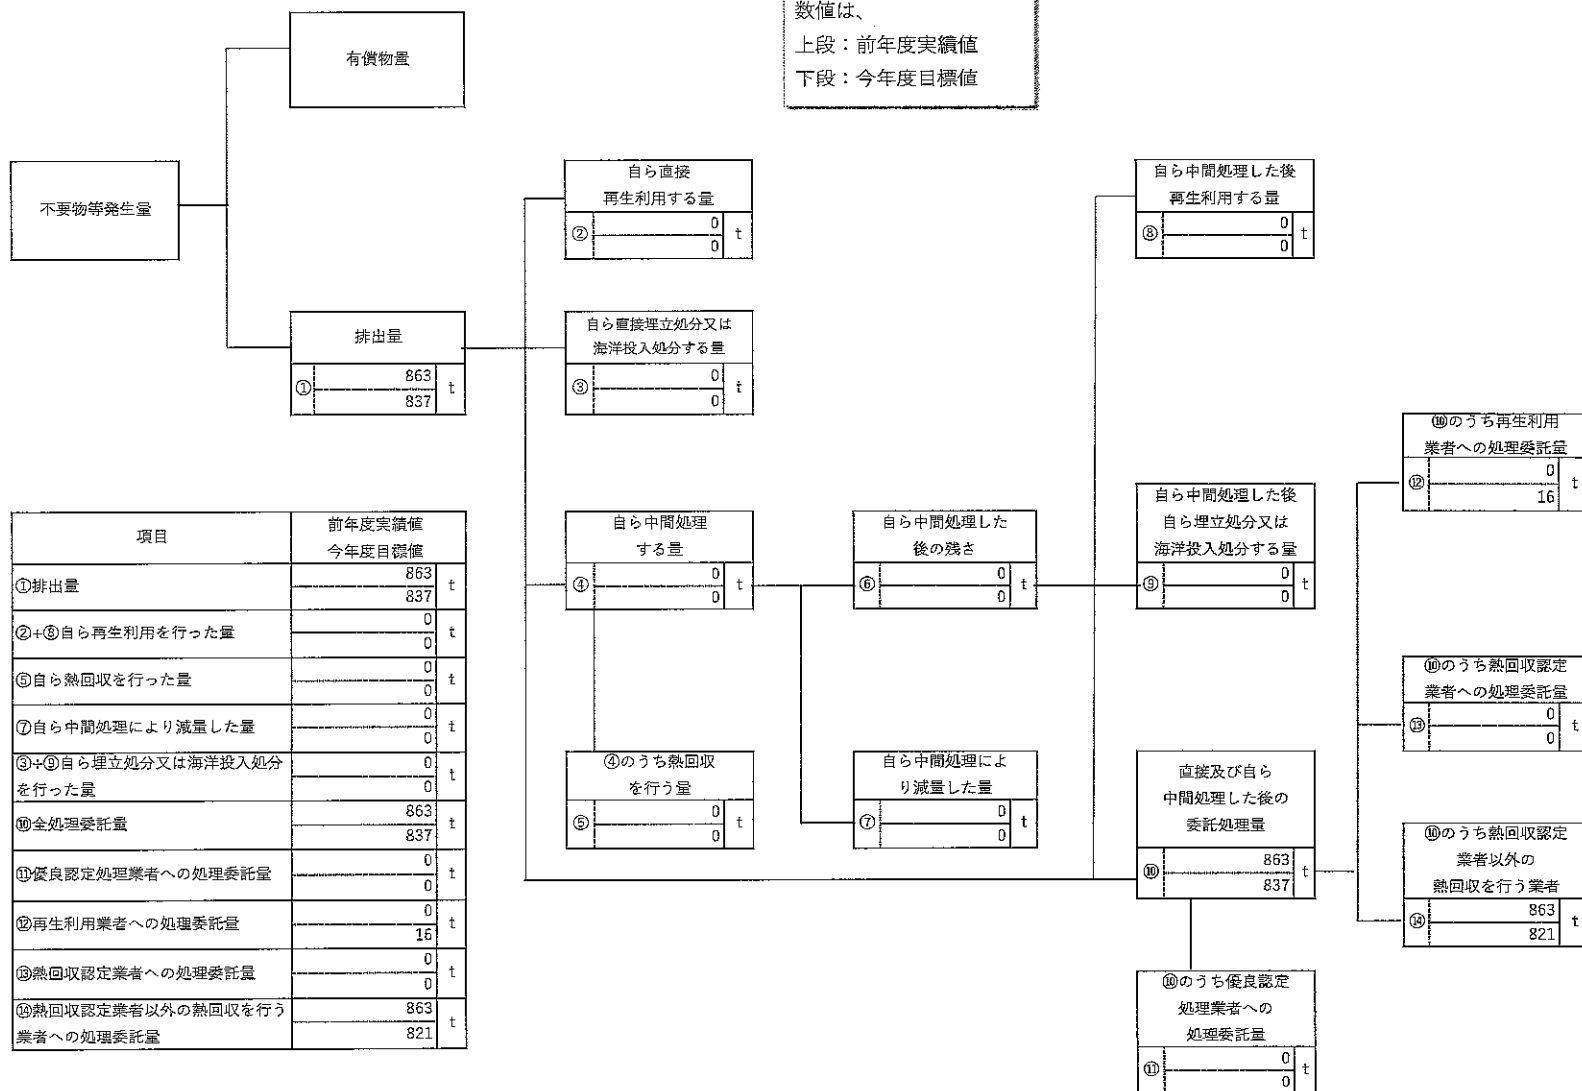 数値は、
上段：前年度実績値
下段：今年度目標値
有償物量
不要物等発生量
排出量
① 863 t
837
自ら直接
再生利用する量
② 0 t
0
自ら直接埋立処分又は
海洋投入処分する量
③ 0 t
0
自ら中間処理
する量
④ 0 t
0
④のうち熱回収
を行う量
⑤ 0 t
0
自ら中間処理した
後の残さ
⑥ 0 t
0
自ら中間処理によ
り減量した量
⑦ 0 t
0
自ら中間処理した後
再生利用する量
⑧ 0 t
0
自ら中間処理した後
自ら埋立処分又は
海洋投入処分する量
⑨ 0 t
0
直接及び自ら
中間処理した後の
委託処理量
⑩ 863 t
837
⑩のうち優良認定
処理業者への
処理委託量
⑪ 0 t
0
⑩のうち再生利用
業者への処理委託量
⑫ 0 t
16
⑩のうち熱回収認定
業者への処理委託量
⑬ 0 t
0
⑩のうち熱回収認定
業者以外の
熱回収を行う業者
⑭ 863 t
821
項目 前年度実績値
今年度目標値
①排出量 863 t
837
②+⑧自ら再生利用を行った量 0 t
0
⑤自ら熱回収を行った量 0 t
0
⑦自ら中間処理により減量した量 0 t
0
③+⑨自ら埋立処分又は海洋投入処分 0 t
を行った量 0
⑩全処理委託量 863 t
837
⑪優良認定処理業者への処理委託量 0 t
0
⑫再生利用業者への処理委託量 0 t
16
⑬熱回収認定業者への処理委託量 0 t
0
⑭熱回収認定業者以外の熱回収を行う 863 t
業者への処理委託量 821